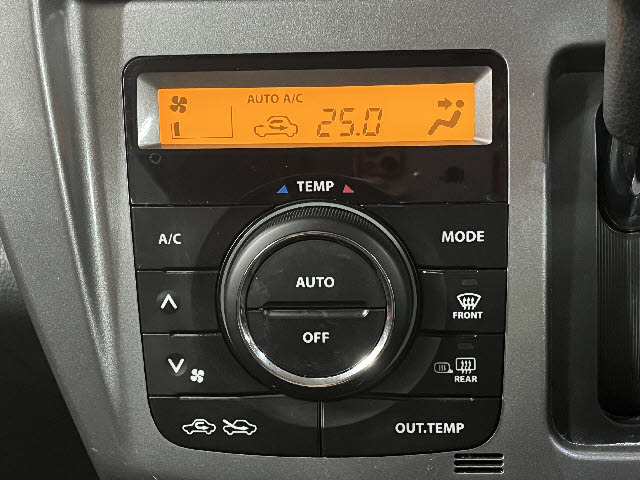 AUTO A/C
25.0
TEMP
A/C
MODE
AUTO
OFF
FRONT
REAR
OUT.TEMP